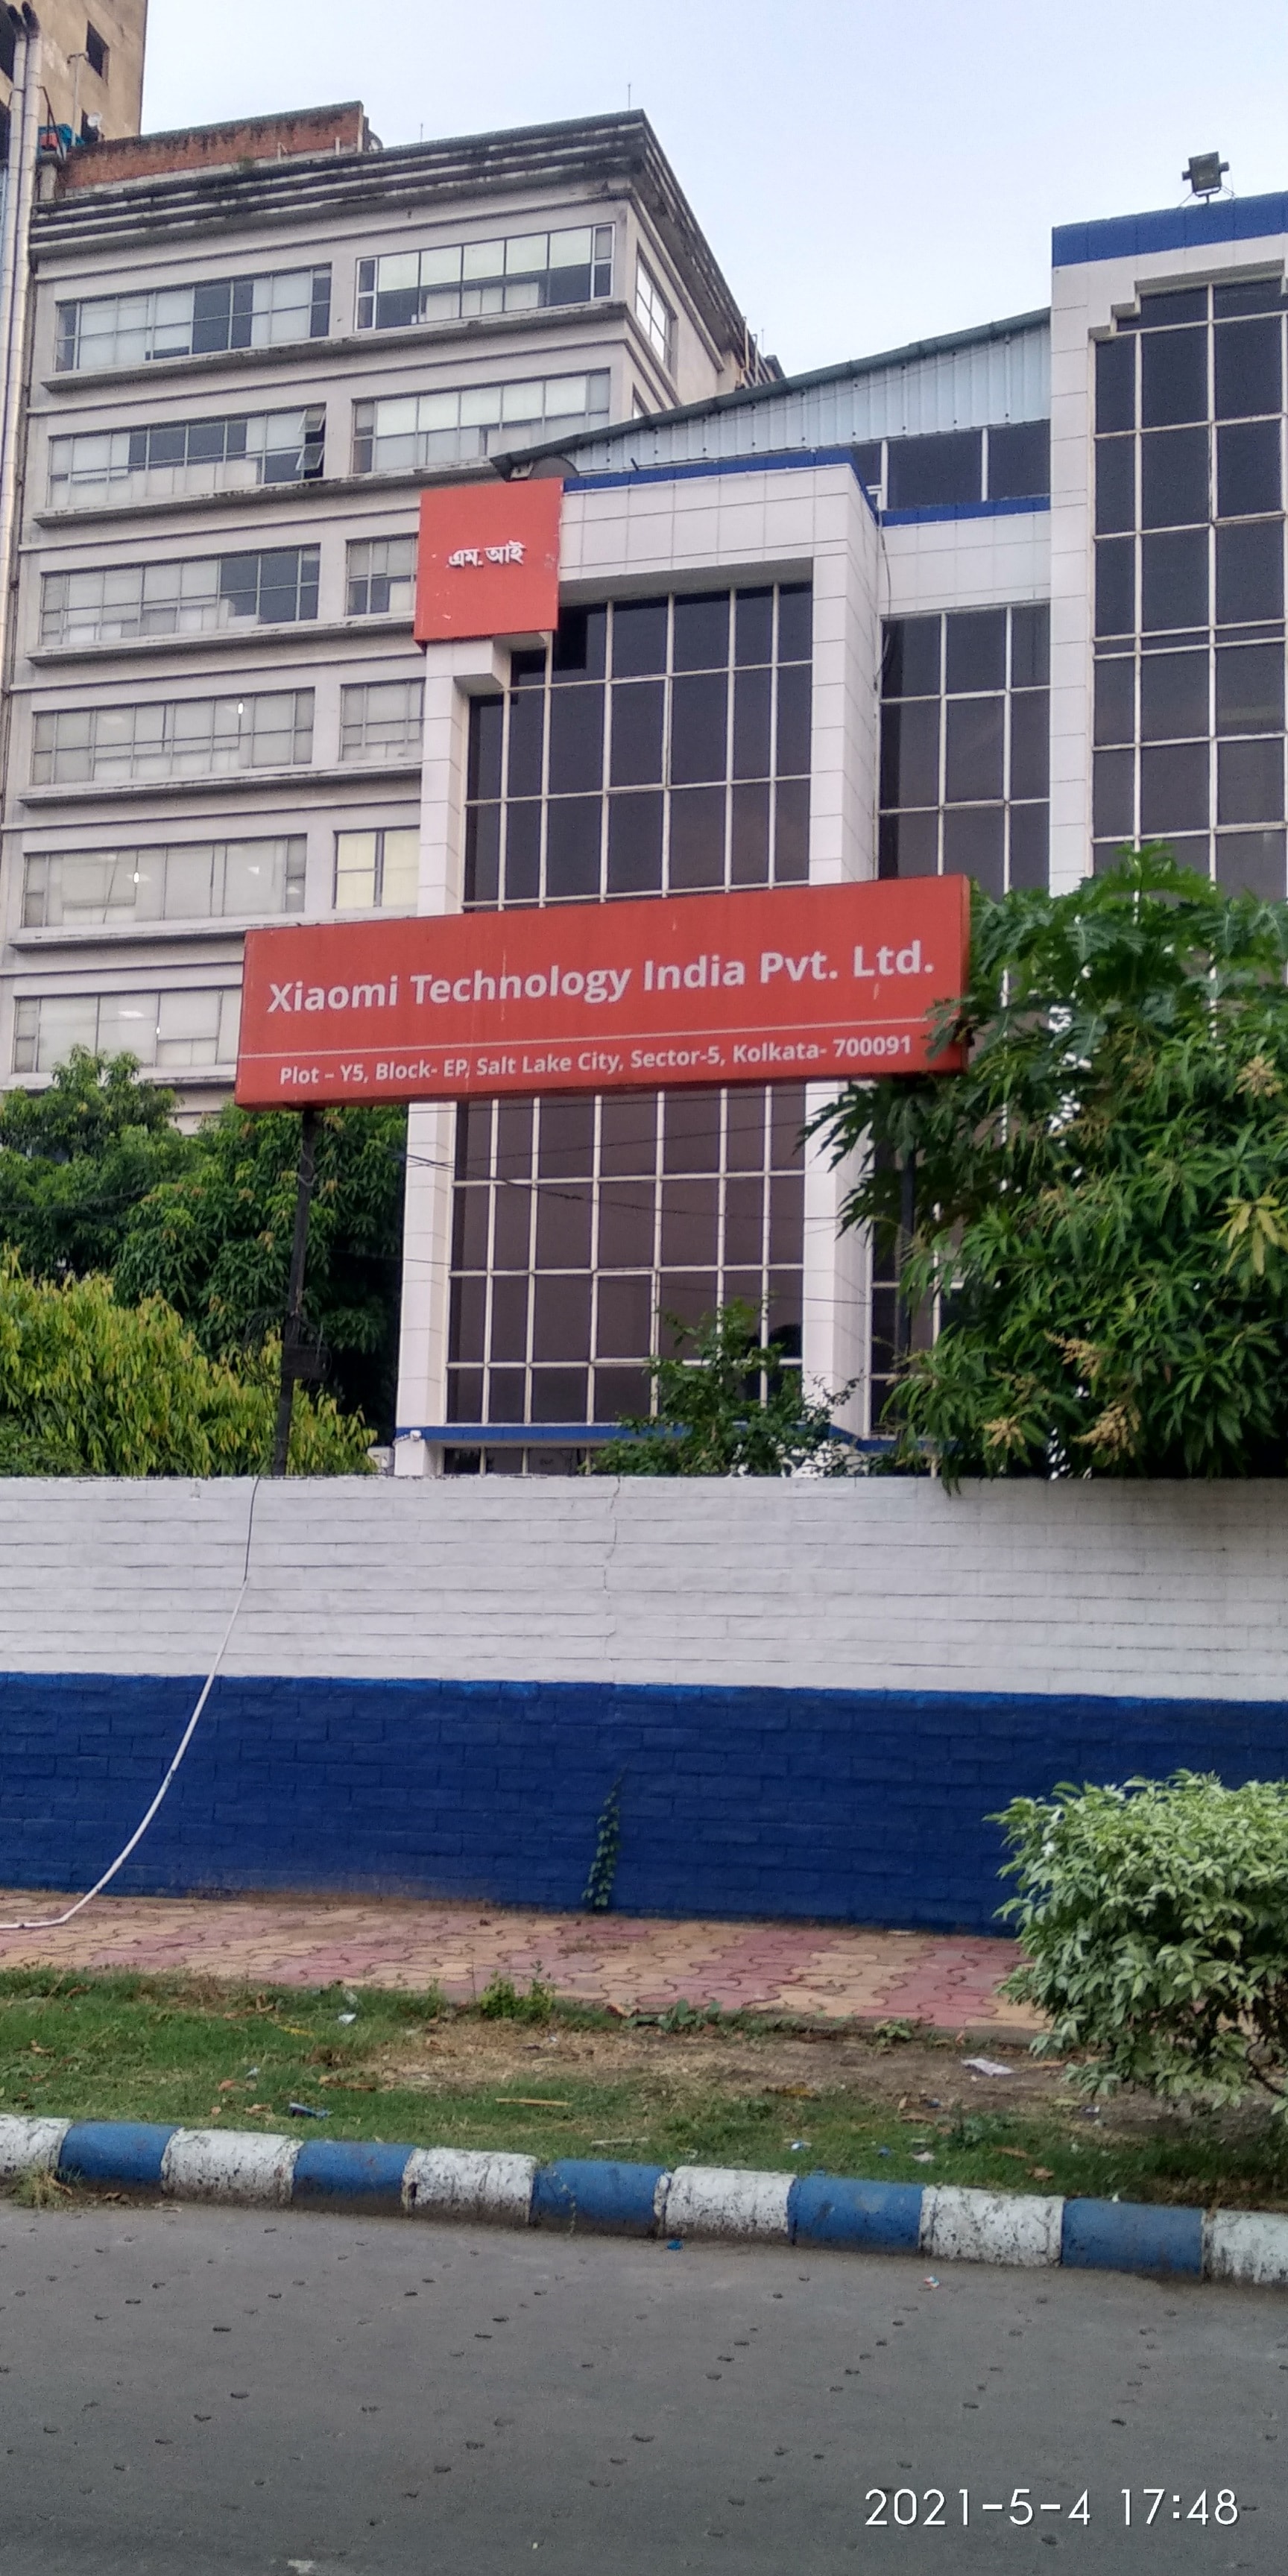 এম. আই
Xiaomi Technology India Pvt. Ltd.
Plot – Y5, Block- EP, Salt Lake City, Sector-5, Kolkata- 700091
2021-5-4 17:48